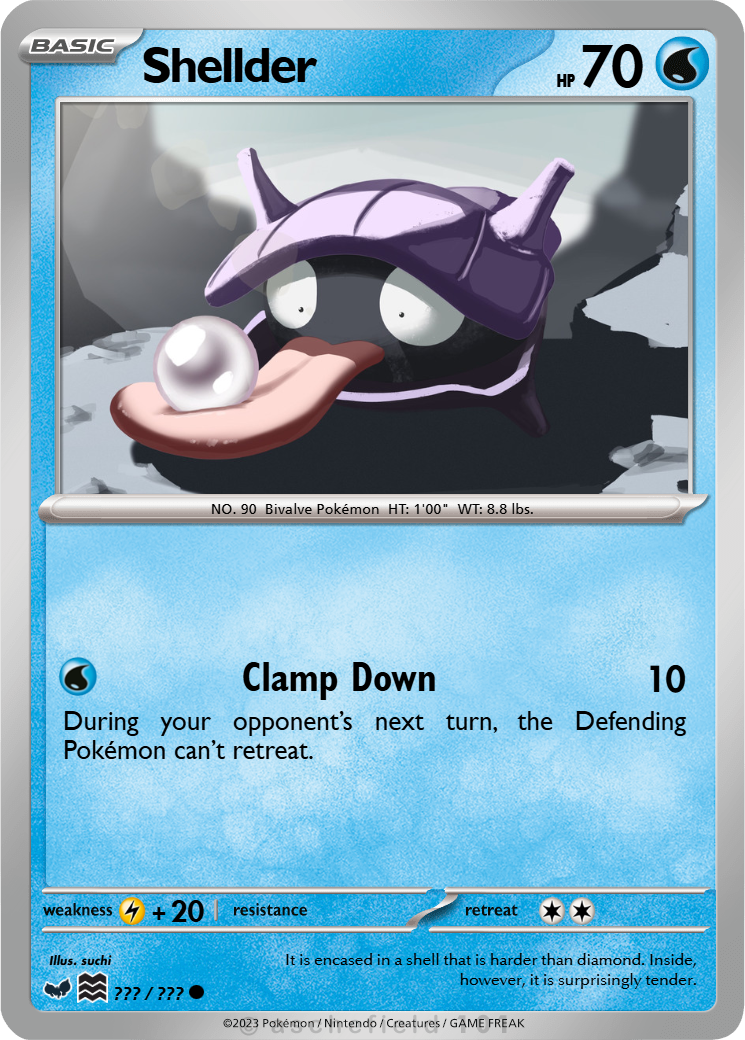 BASIC Shellder HP 70
NO. 90 Bivalve Pokémon HT: 1'00" WT: 8.8 lbs.
Clamp Down 10
During your opponent's next turn, the Defending
Pokémon can't retreat.
weakness + 20 resistance retreat
Illus. suchi
??? / ???
It is encased in a shell that is harder than diamond. Inside,
however, it is surprisingly tender.
©2023 Pokémon / Nintendo / Creatures / GAME FREAK